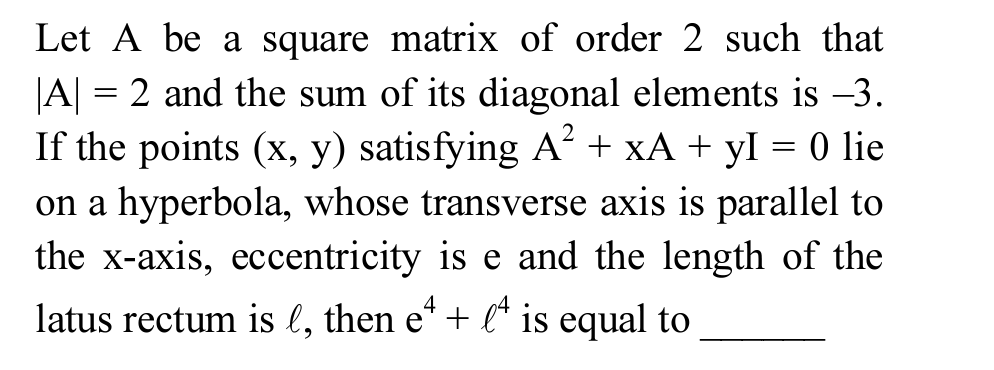 Let A be a square matrix of order 2 such that
|A| = 2 and the sum of its diagonal elements is –3.
If the points (x, y) satisfying A² + xA + yI = 0 lie
on a hyperbola, whose transverse axis is parallel to
the x-axis, eccentricity is e and the length of the
latus rectum is ℓ, then e⁴ + ℓ⁴ is equal to ______